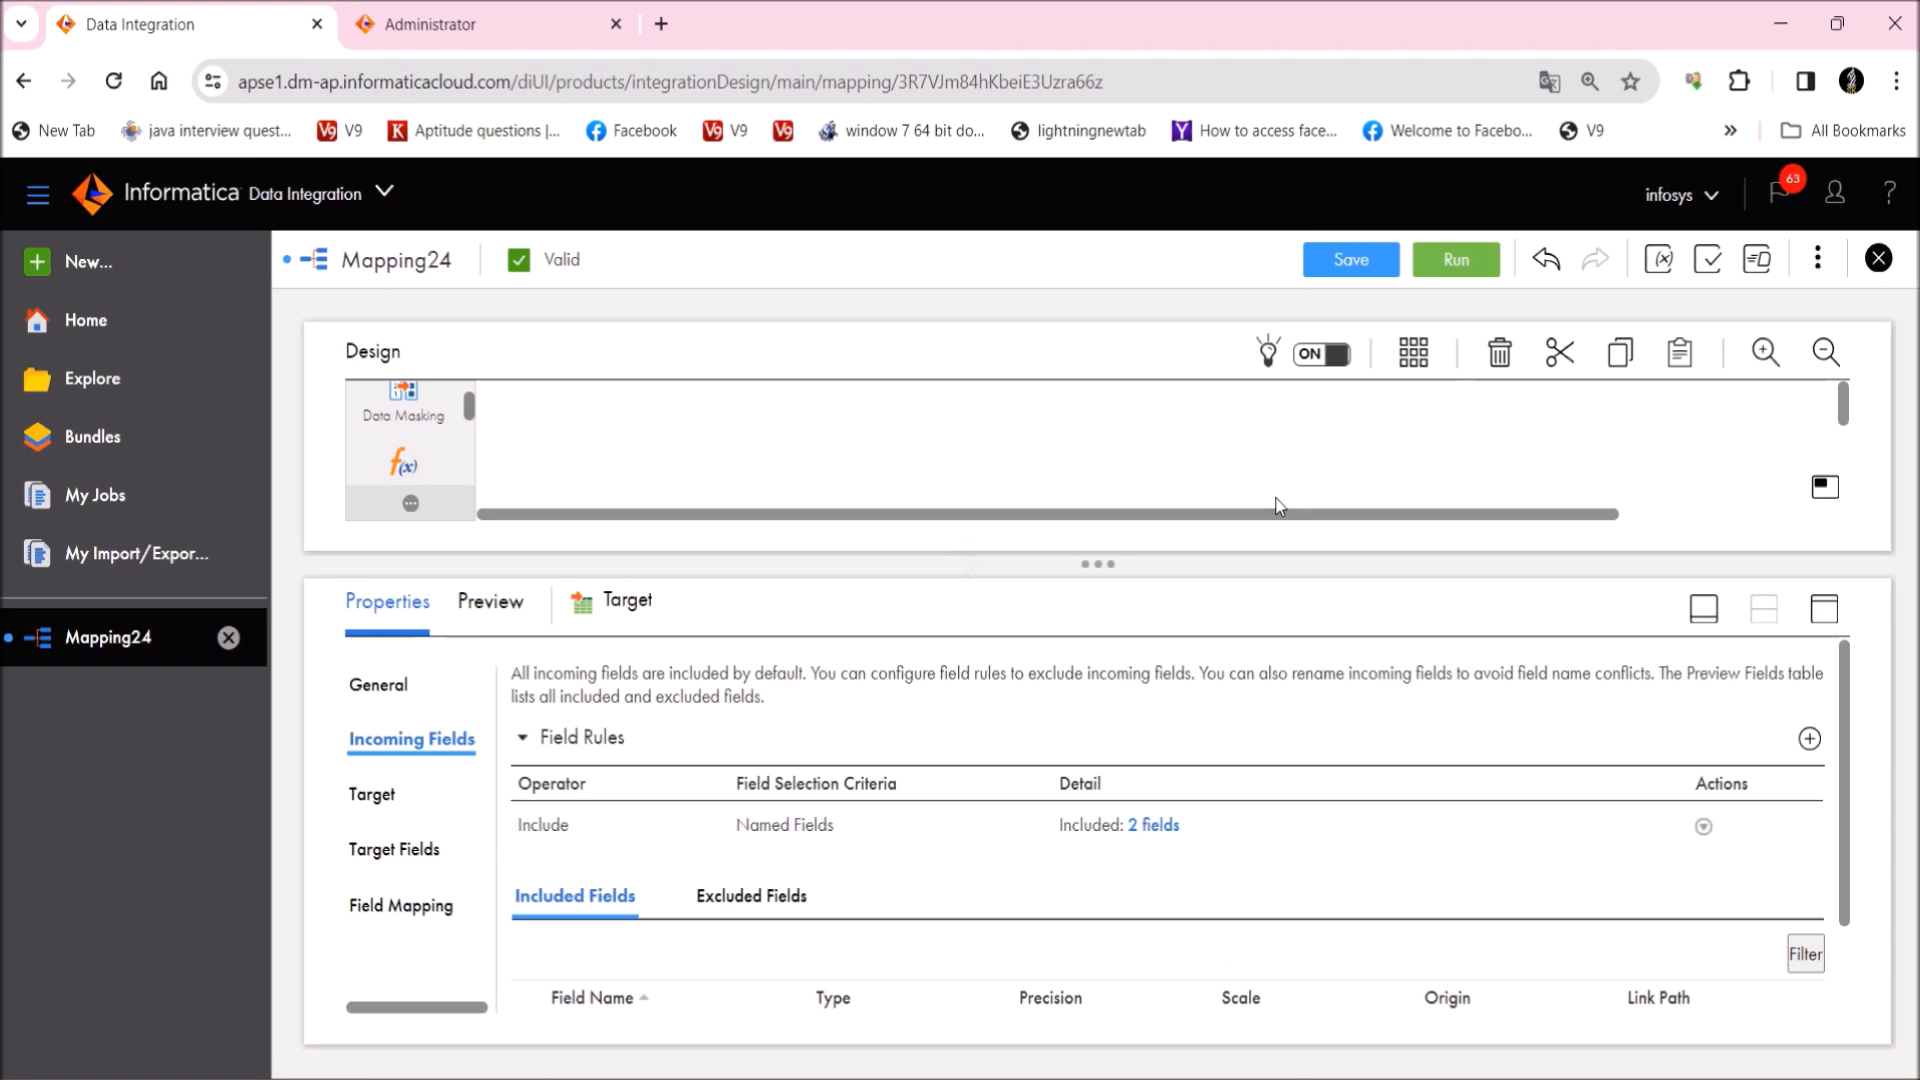 Data Integration
Administrator
apse1.dm-ap.informaticacloud.com/diUI/products/integrationDesign/main/mapping/3R7VJm84hKbeiE3Uzra66z
New Tab
java interview quest...
V9
Aptitude questions |...
Facebook
V9
window 7 64 bit do...
lightningnewtab
How to access face...
Welcome to Facebo...
V9
All Bookmarks
Informatica Data Integration
infosys
63
New...
Home
Explore
Bundles
My Jobs
My Import/Expor...
Mapping24
Mapping24
Valid
Save
Run
Design
ON
Data Masking
f(x)
Properties
Preview
Target
General
Incoming Fields
Target
Target Fields
Field Mapping
All incoming fields are included by default. You can configure field rules to exclude incoming fields. You can also rename incoming fields to avoid field name conflicts. The Preview Fields table
lists all included and excluded fields.
Field Rules
Operator Field Selection Criteria Detail Actions
Include Named Fields Included: 2 fields
Included Fields Excluded Fields
Filter
Field Name Type Precision Scale Origin Link Path